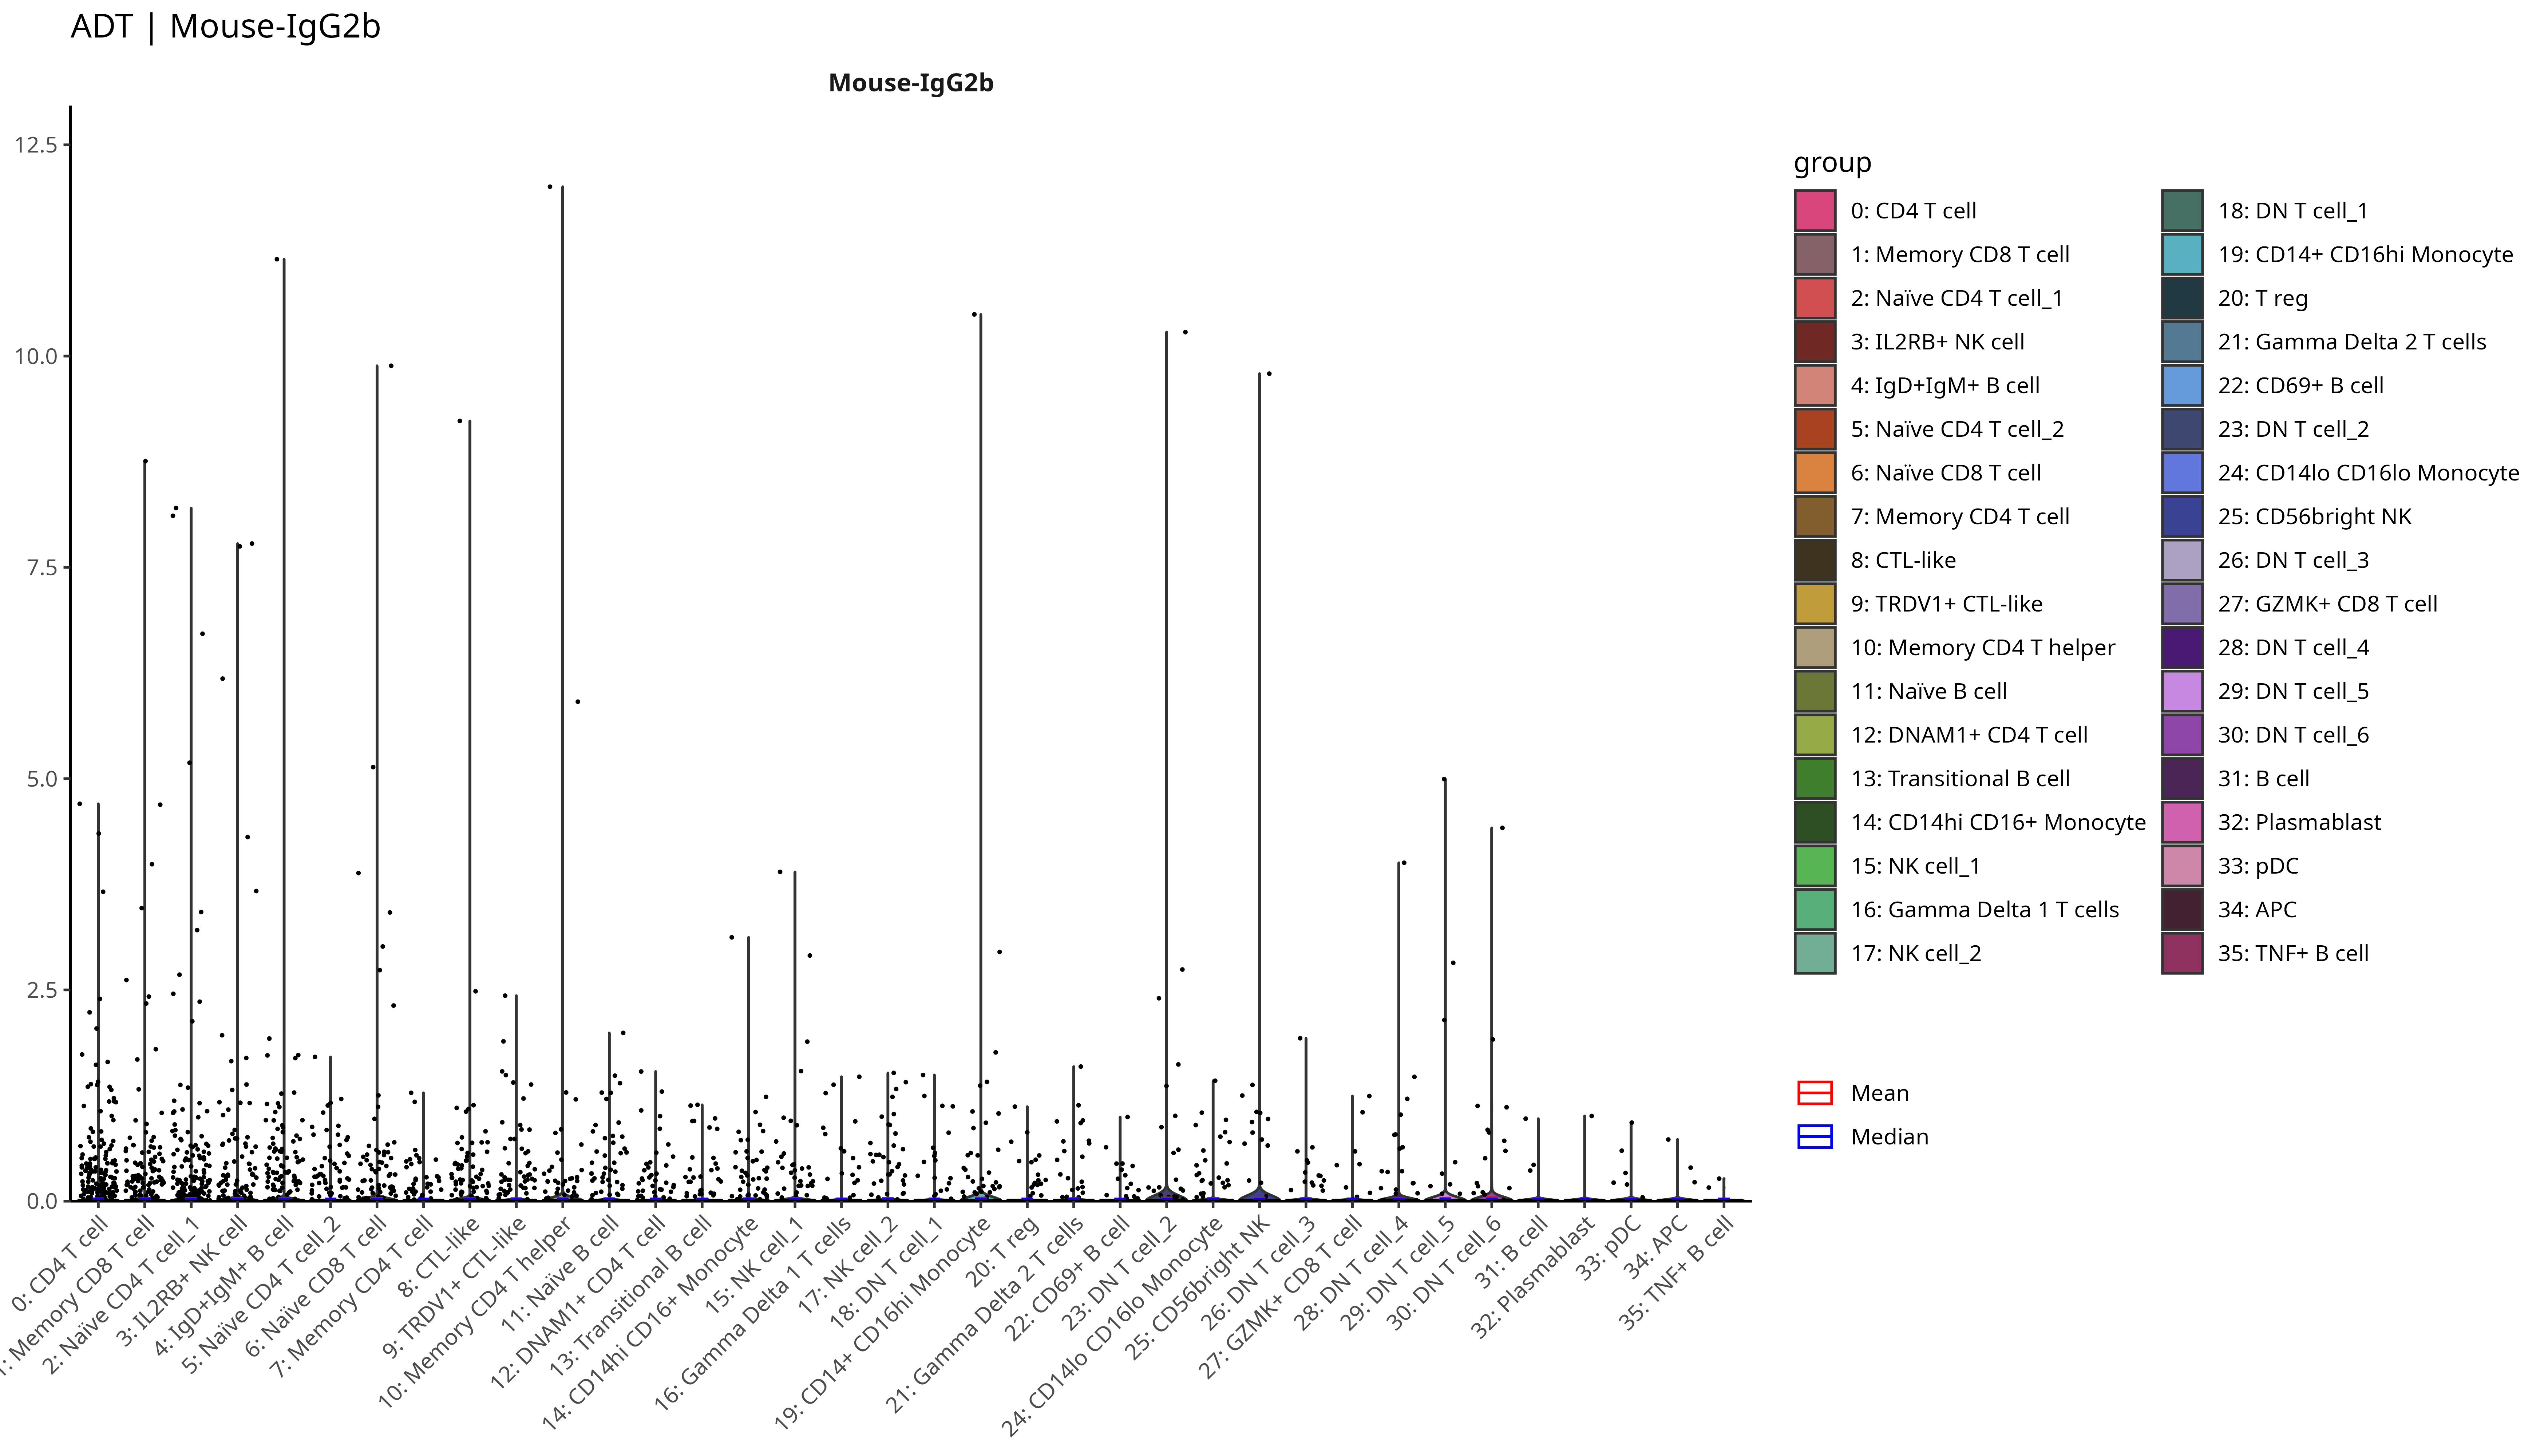 ADT | Mouse-IgG2b
Mouse-IgG2b
12.5
10.0
7.5
5.0
2.5
0.0
0: CD4 T cell
1: Memory CD8 T cell
2: Naïve CD4 T cell_1
3: IL2RB+ NK cell
4: IgD+IgM+ B cell
5: Naïve CD4 T cell_2
6: Naïve CD8 T cell
7: Memory CD4 T cell
8: CTL-like
9: TRDV1+ CTL-like
10: Memory CD4 T helper
11: Naïve B cell
12: DNAM1+ CD4 T cell
13: Transitional B cell
14: CD14hi CD16+ Monocyte
15: NK cell_1
16: Gamma Delta 1 T cells
17: NK cell_2
18: DN T cell_1
19: CD14+ CD16hi Monocyte
20: T reg
21: Gamma Delta 2 T cells
22: CD69+ B cell
23: DN T cell_2
24: CD14lo CD16lo Monocyte
25: CD56bright NK
26: DN T cell_3
27: GZMK+ CD8 T cell
28: DN T cell_4
29: DN T cell_5
30: DN T cell_6
31: B cell
32: Plasmablast
33: pDC
34: APC
35: TNF+ B cell
group
0: CD4 T cell
1: Memory CD8 T cell
2: Naïve CD4 T cell_1
3: IL2RB+ NK cell
4: IgD+IgM+ B cell
5: Naïve CD4 T cell_2
6: Naïve CD8 T cell
7: Memory CD4 T cell
8: CTL-like
9: TRDV1+ CTL-like
10: Memory CD4 T helper
11: Naïve B cell
12: DNAM1+ CD4 T cell
13: Transitional B cell
14: CD14hi CD16+ Monocyte
15: NK cell_1
16: Gamma Delta 1 T cells
17: NK cell_2
18: DN T cell_1
19: CD14+ CD16hi Monocyte
20: T reg
21: Gamma Delta 2 T cells
22: CD69+ B cell
23: DN T cell_2
24: CD14lo CD16lo Monocyte
25: CD56bright NK
26: DN T cell_3
27: GZMK+ CD8 T cell
28: DN T cell_4
29: DN T cell_5
30: DN T cell_6
31: B cell
32: Plasmablast
33: pDC
34: APC
35: TNF+ B cell
Mean
Median